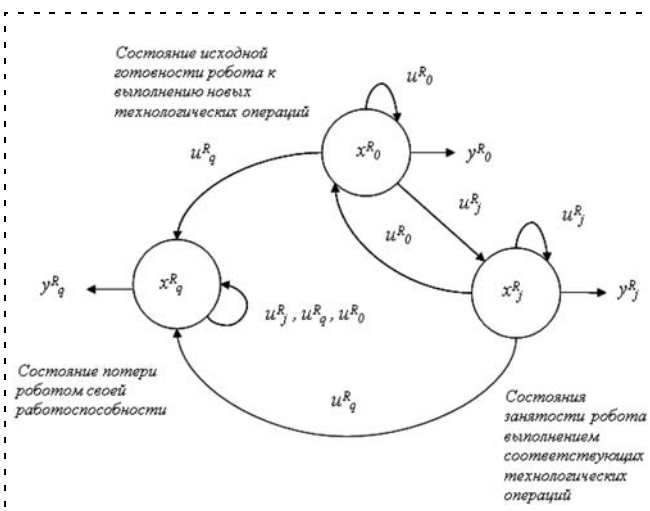 Состояние исходной
готовности робота к
выполнению новых
технологических операций
u^R_0
x^R_0
y^R_0
u^R_q
u^R_j
u^R_0
u^R_j
x^R_q
y^R_q
x^R_j
y^R_j
u^R_j , u^R_q , u^R_0
Состояние потери
роботом своей
работоспособности
u^R_q
Состояния
занятости робота
выполнением
соответствующих
технологических
операций